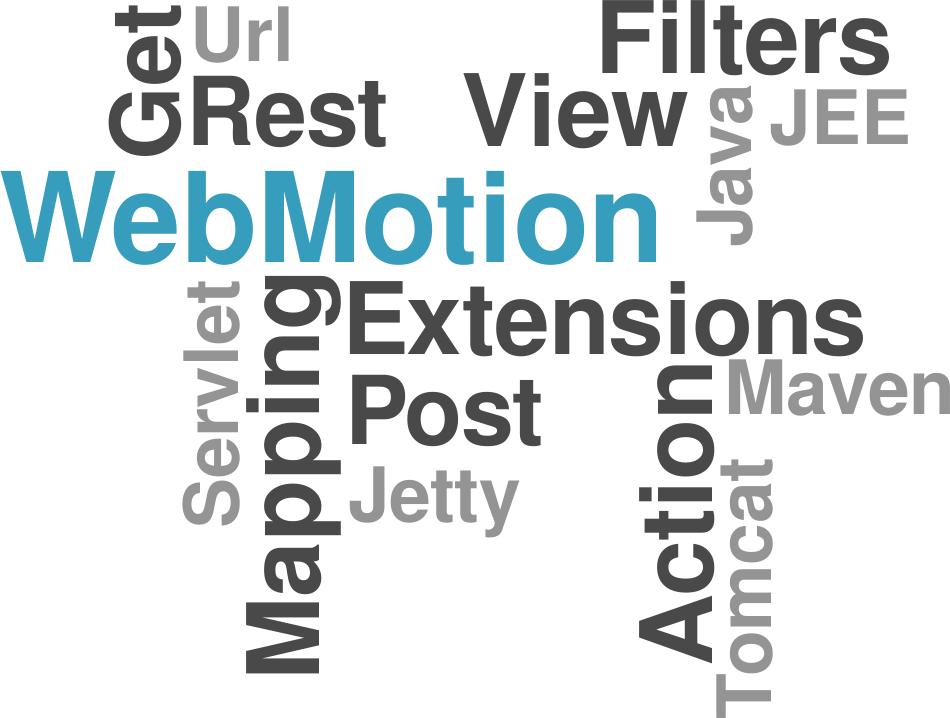 Get
Url
Filters
Rest
View
Java
JEE
WebMotion
Servlet
Mapping
Extensions
Post
Action
Maven
Jetty
Tomcat